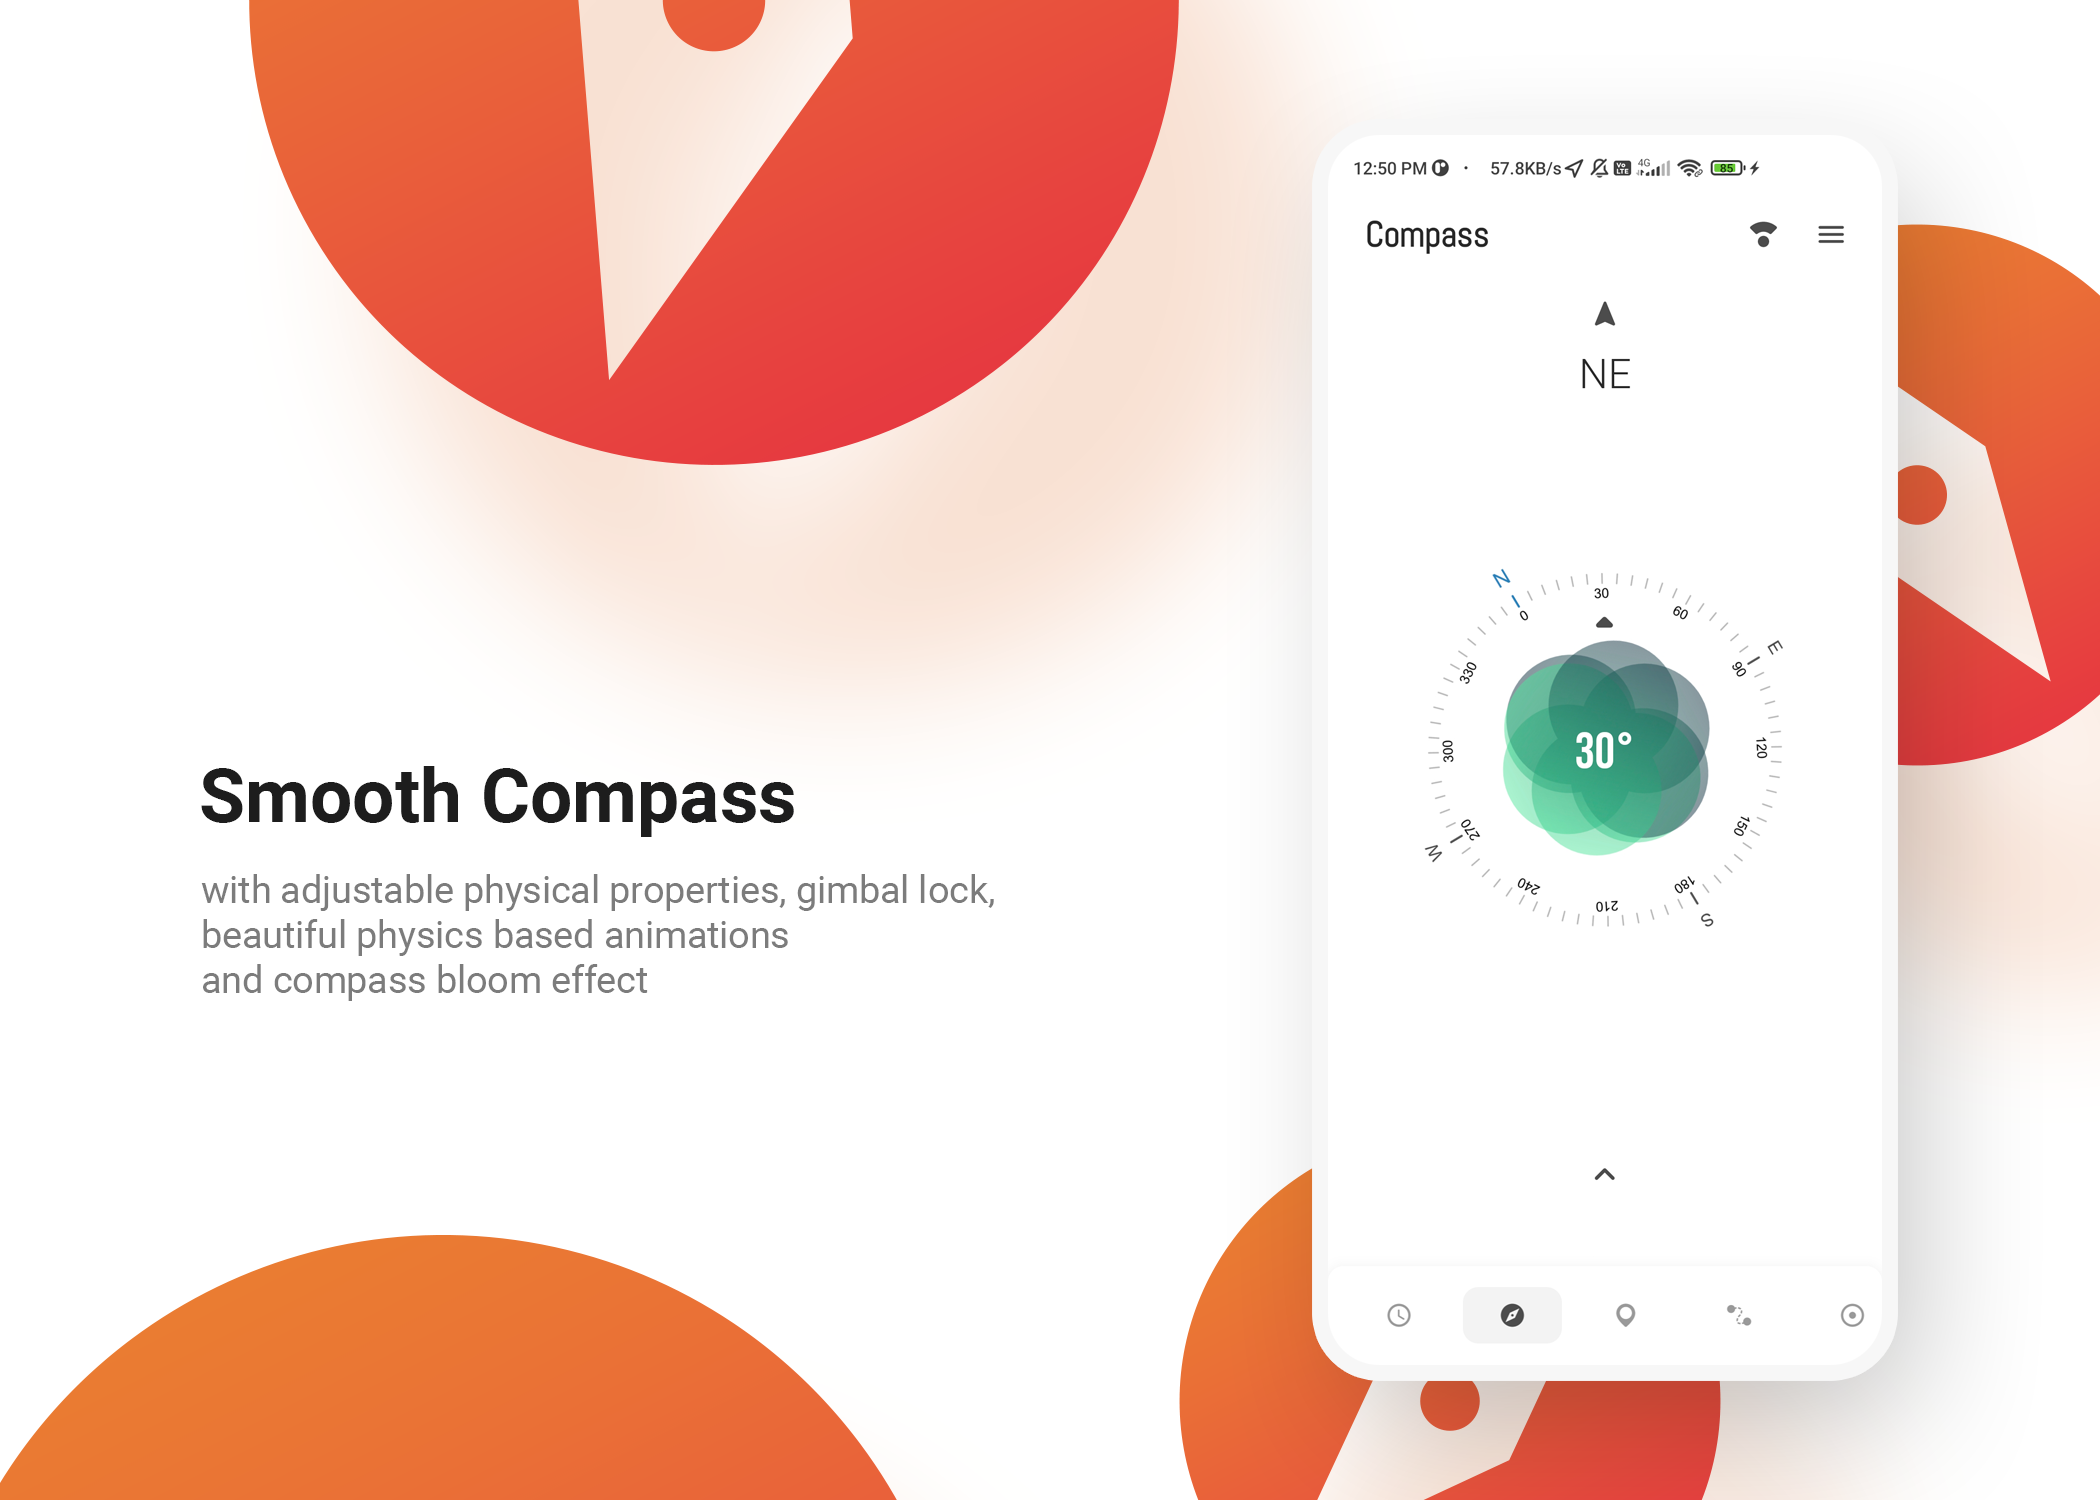 Smooth Compass
with adjustable physical properties, gimbal lock,
beautiful physics based animations
and compass bloom effect
12:50 PM
57.8KB/s
Vo LTE
4G
85
Compass
NE
N
E
S
W
0
30
60
90
120
150
180
210
240
270
300
330
30°